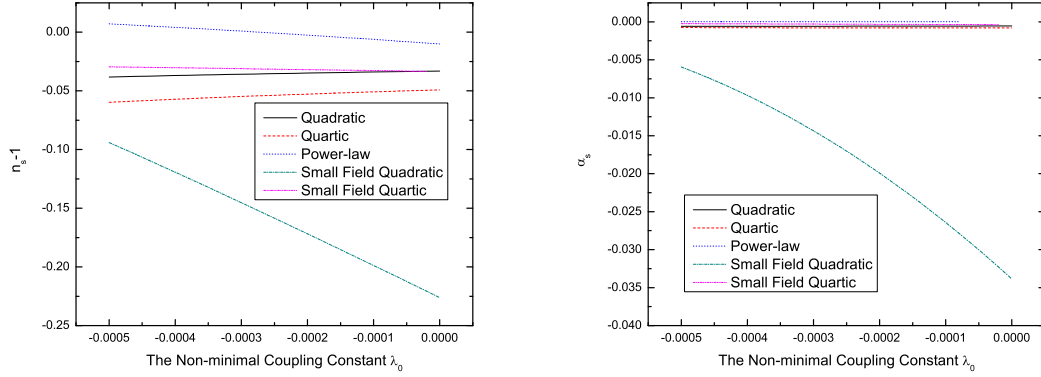 0.00
-0.05
-0.10
-0.15
-0.20
-0.25
n_s-1
Quadratic
Quartic
Power-law
Small Field Quadratic
Small Field Quartic
-0.0005 -0.0004 -0.0003 -0.0002 -0.0001 0.0000
The Non-minimal Coupling Constant λ_0
0.000
-0.005
-0.010
-0.015
-0.020
-0.025
-0.030
-0.035
-0.040
α_s
Quadratic
Quartic
Power-law
Small Field Quadratic
Small Field Quartic
-0.0005 -0.0004 -0.0003 -0.0002 -0.0001 0.0000
The Non-minimal Coupling Constant λ_0